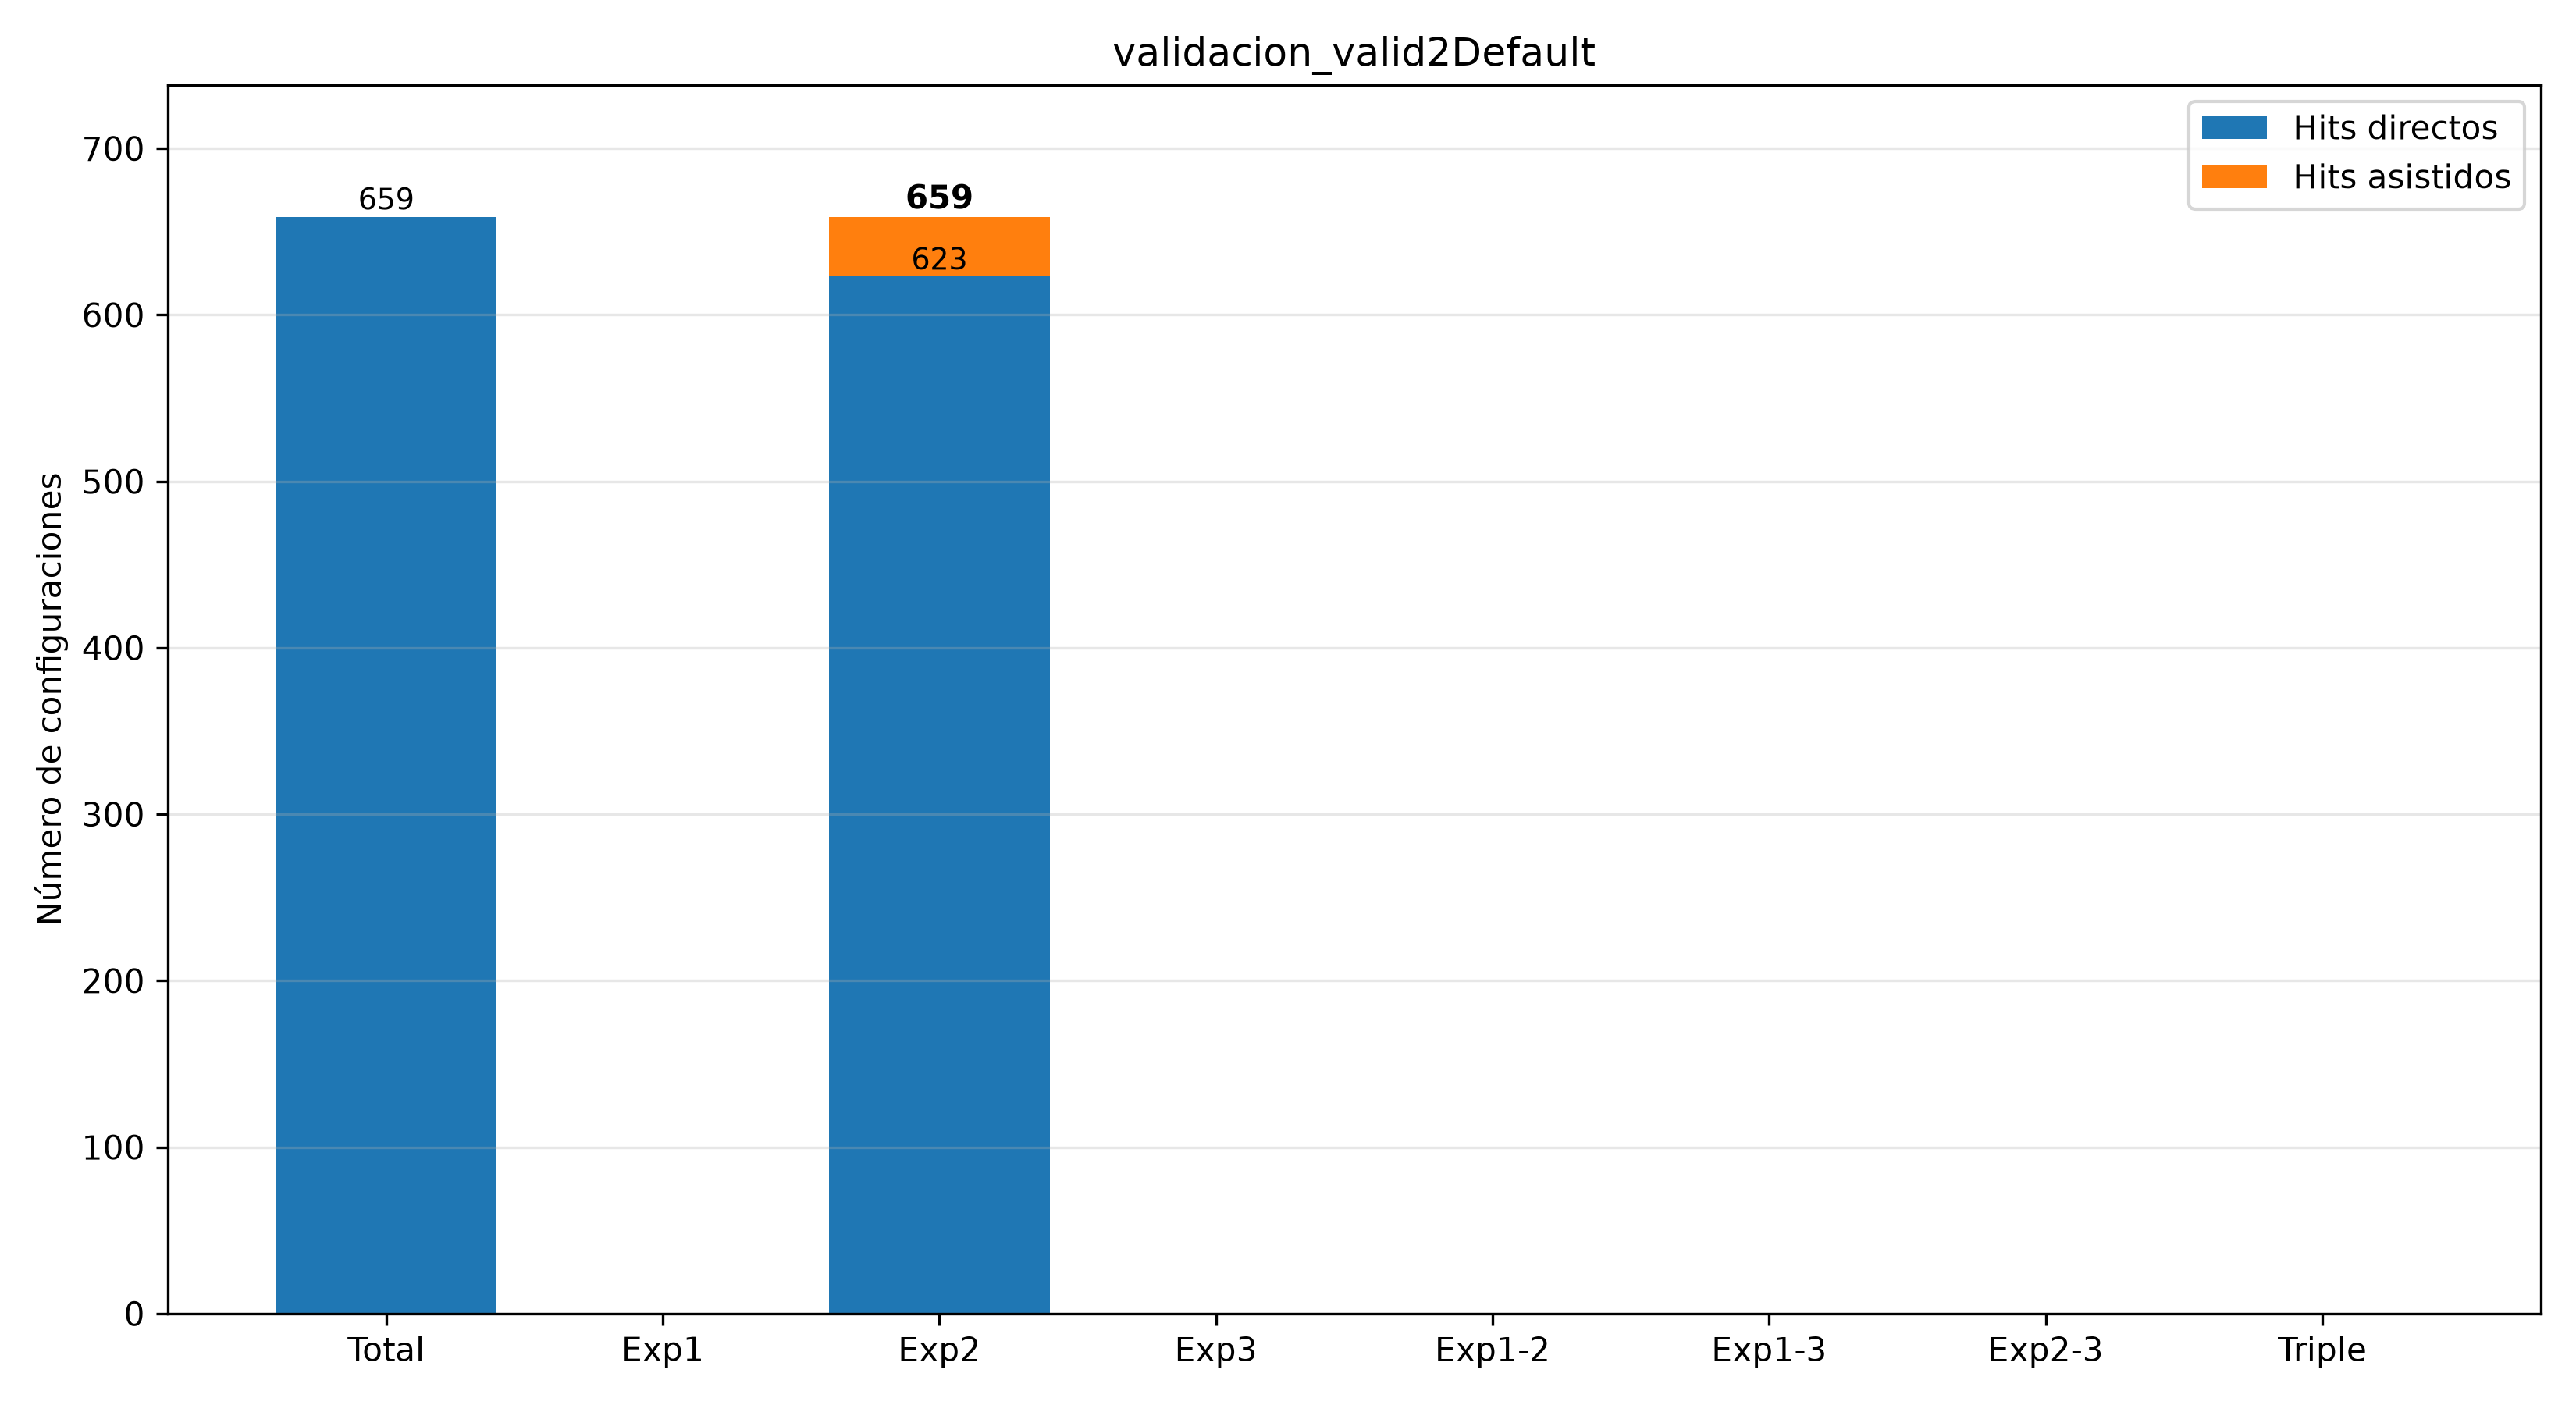 validacion_valid2Default
Hits directos
Hits asistidos
Número de configuraciones
700
600
500
400
300
200
100
0
659
659
623
Total
Exp1
Exp2
Exp3
Exp1-2
Exp1-3
Exp2-3
Triple